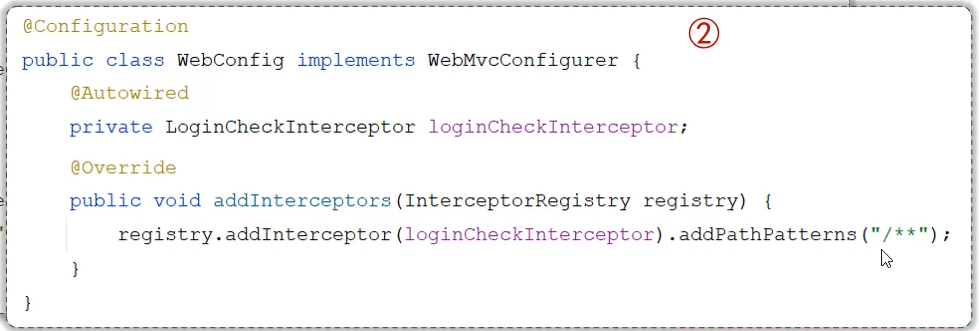 ②
@Configuration
public class WebConfig implements WebMvcConfigurer {
@Autowired
private LoginCheckInterceptor loginCheckInterceptor;
@Override
public void addInterceptors(InterceptorRegistry registry) {
registry.addInterceptor(loginCheckInterceptor).addPathPatterns("/**");
}
}